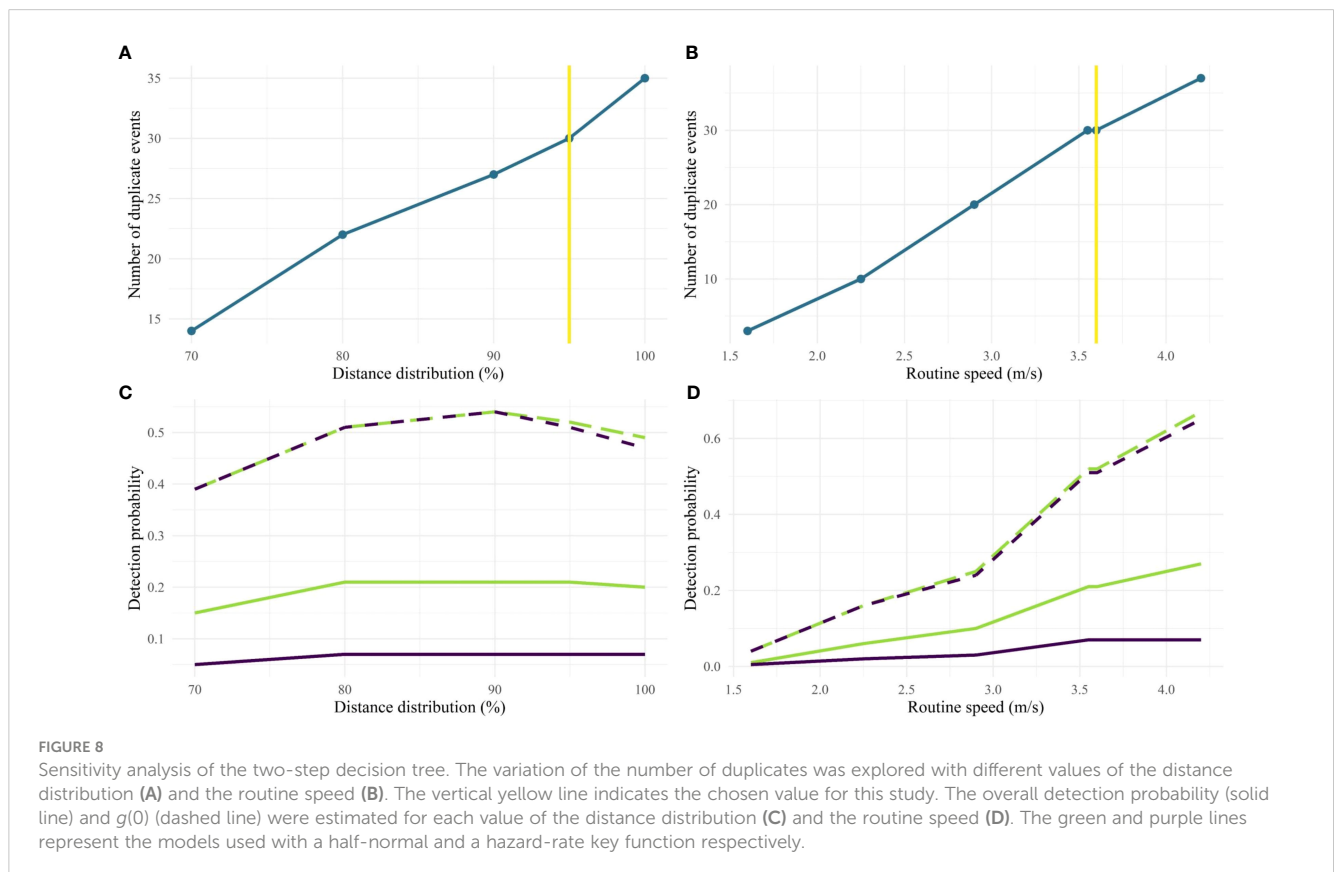 A
Number of duplicate events
35
30
25
20
15
70 80 90 100
Distance distribution (%)
B
Number of duplicate events
30
20
10
1.5 2.0 2.5 3.0 3.5 4.0
Routine speed (m/s)
C
Detection probability
0.5
0.4
0.3
0.2
0.1
70 80 90 100
Distance distribution (%)
D
Detection probability
0.6
0.4
0.2
0.0
1.5 2.0 2.5 3.0 3.5 4.0
Routine speed (m/s)
FIGURE 8
Sensitivity analysis of the two-step decision tree. The variation of the number of duplicates was explored with different values of the distance
distribution (A) and the routine speed (B). The vertical yellow line indicates the chosen value for this study. The overall detection probability (solid
line) and g(0) (dashed line) were estimated for each value of the distance distribution (C) and the routine speed (D). The green and purple lines
represent the models used with a half-normal and a hazard-rate key function respectively.